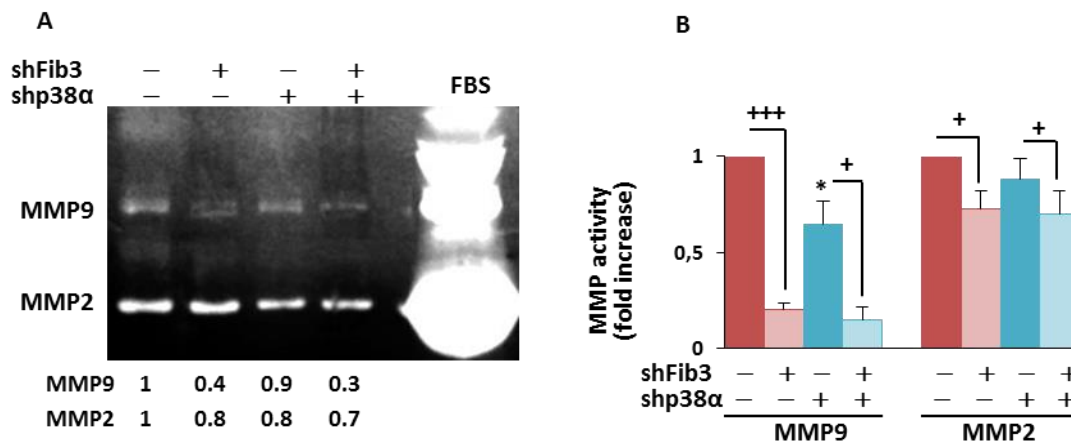 A
shFib3 − + − +
shp38α − − + +
FBS
MMP9
MMP2
MMP9 1 0.4 0.9 0.3
MMP2 1 0.8 0.8 0.7
B
MMP activity
(fold increase)
1
0,5
0
+++
*
+
+
+
shFib3 − + − + − + − +
shp38α − − + + − − + +
MMP9 MMP2